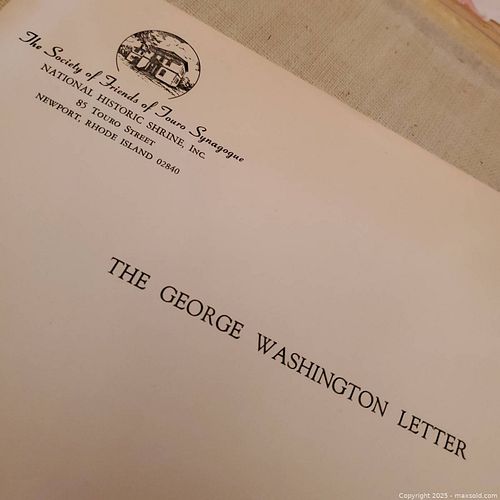 The Society of Friends of Touro Synagogue
NATIONAL HISTORIC SHRINE, INC.
85 TOURO STREET
NEWPORT, RHODE ISLAND 02840
THE GEORGE WASHINGTON LETTER
Copyright 2025 - maxsold.com